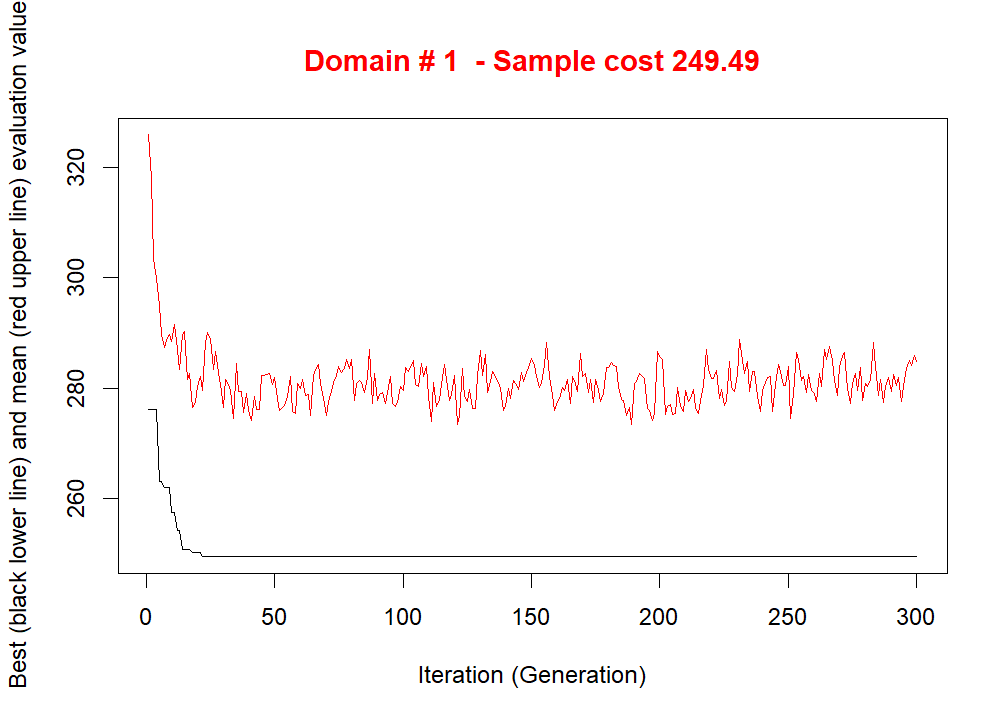 Domain # 1 - Sample cost 249.49
Best (black lower line) and mean (red upper line) evaluation value
320
300
280
260
0 50 100 150 200 250 300
Iteration (Generation)